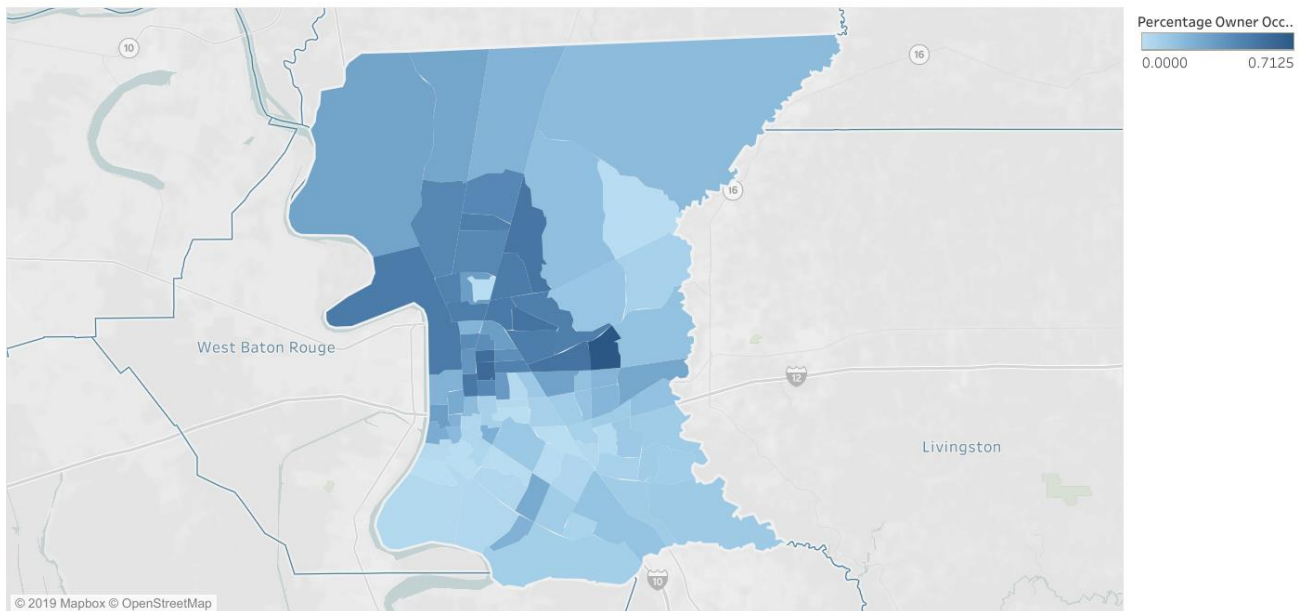 Percentage Owner Occ..
0.0000 0.7125
10
16
16
West Baton Rouge
12
Livingston
10
© 2019 Mapbox © OpenStreetMap